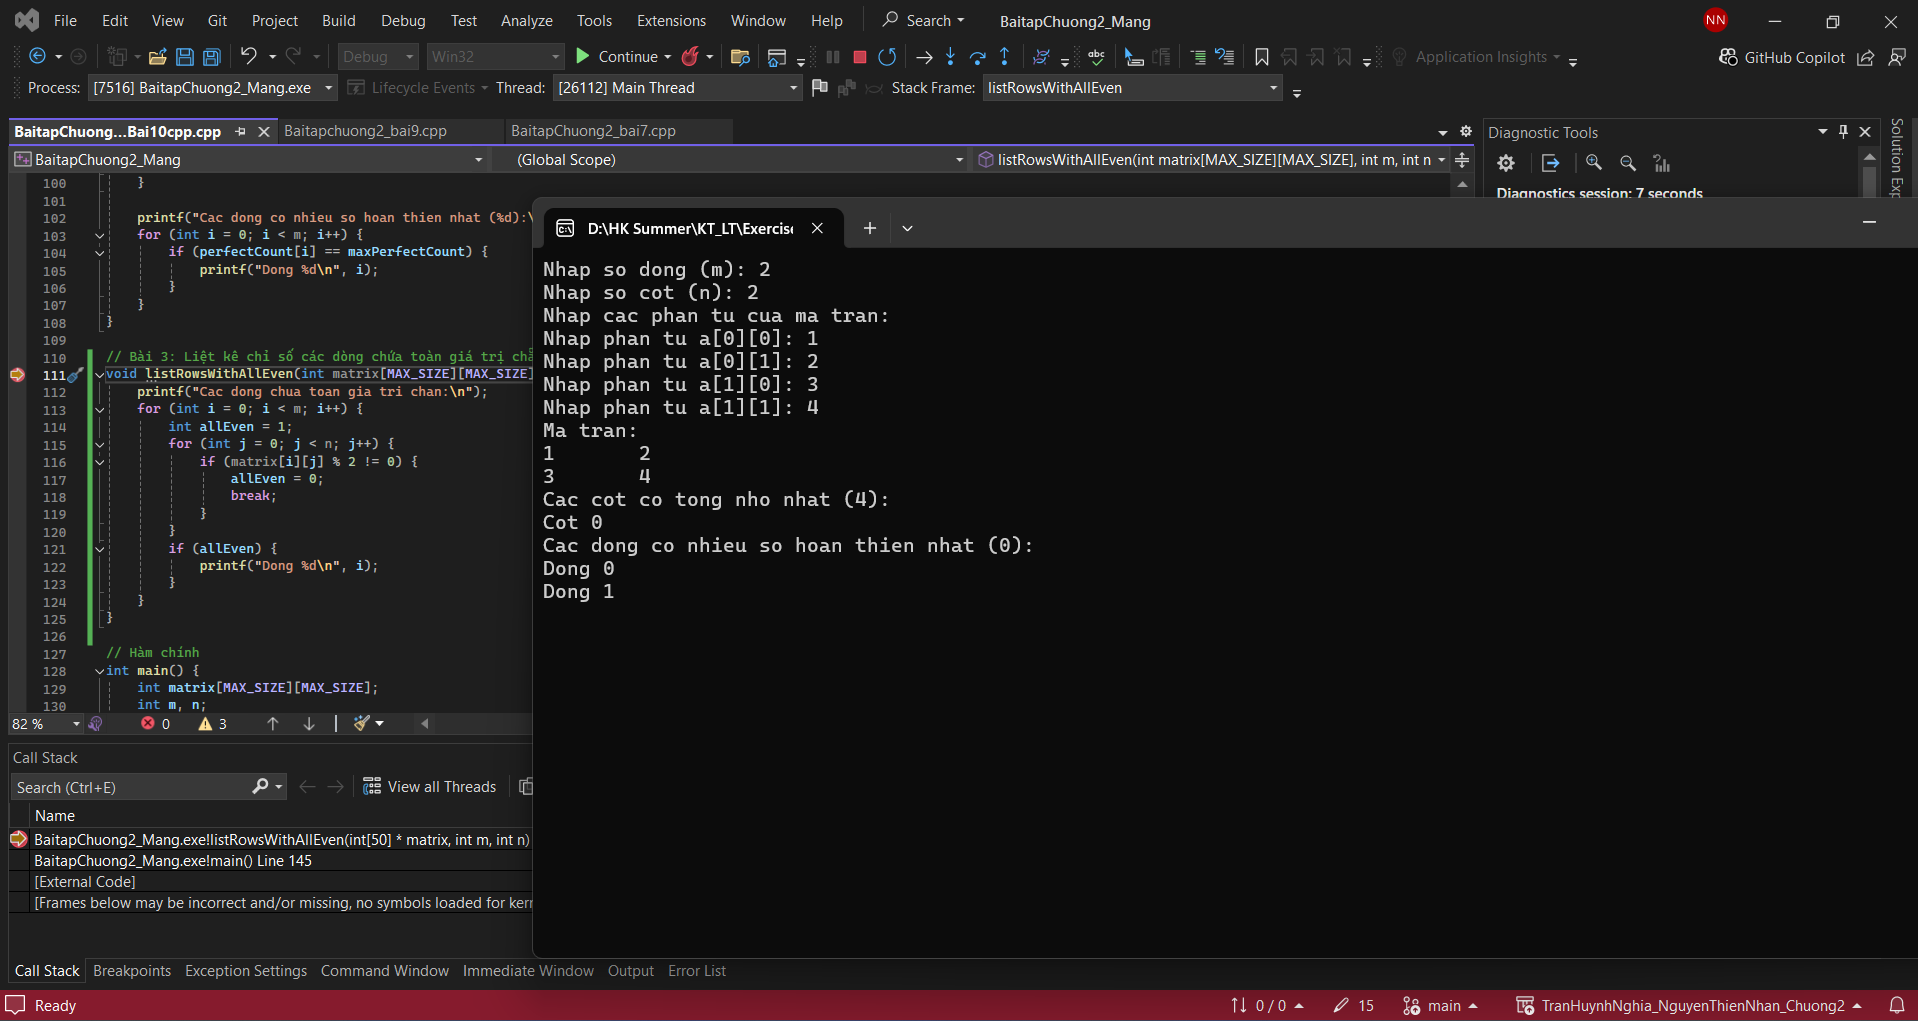 File Edit View Git Project Build Debug Test Analyze Tools Extensions Window Help Search BaitapChuong2_Mang NN
Debug Win32 Continue Application Insights GitHub Copilot
Process: [7516] BaitapChuong2_Mang.exe Lifecycle Events Thread: [26112] Main Thread Stack Frame: listRowsWithAllEven
BaitapChuong...Bai10cpp.cpp Baitapchuong2_bai9.cpp BaitapChuong2_bai7.cpp
BaitapChuong2_Mang (Global Scope) listRowsWithAllEven(int matrix[MAX_SIZE][MAX_SIZE], int m, int n
Diagnostic Tools
Diagnostics session: 7 seconds
Solution Exp
100 }
101
102 printf("Cac dong co nhieu so hoan thien nhat (%d):\
103 for (int i = 0; i < m; i++) {
104 if (perfectCount[i] == maxPerfectCount) {
105 printf("Dong %d\n", i);
106 }
107 }
108 }
109
110 // Bài 3: Liệt kê chỉ số các dòng chứa toàn giá trị chẵ
111 void listRowsWithAllEven(int matrix[MAX_SIZE][MAX_SIZE]
112 printf("Cac dong chua toan gia tri chan:\n");
113 for (int i = 0; i < m; i++) {
114 int allEven = 1;
115 for (int j = 0; j < n; j++) {
116 if (matrix[i][j] % 2 != 0) {
117 allEven = 0;
118 break;
119 }
120 }
121 if (allEven) {
122 printf("Dong %d\n", i);
123 }
124 }
125 }
126
127 // Hàm chính
128 int main() {
129 int matrix[MAX_SIZE][MAX_SIZE];
130 int m, n;
82 % 0 3
D:\HK Summer\KT_LT\Exercise
Nhap so dong (m): 2
Nhap so cot (n): 2
Nhap cac phan tu cua ma tran:
Nhap phan tu a[0][0]: 1
Nhap phan tu a[0][1]: 2
Nhap phan tu a[1][0]: 3
Nhap phan tu a[1][1]: 4
Ma tran:
1 2
3 4
Cac cot co tong nho nhat (4):
Cot 0
Cac dong co nhieu so hoan thien nhat (0):
Dong 0
Dong 1
Call Stack
Search (Ctrl+E) View all Threads
Name
BaitapChuong2_Mang.exe!listRowsWithAllEven(int[50] * matrix, int m, int n)
BaitapChuong2_Mang.exe!main() Line 145
[External Code]
[Frames below may be incorrect and/or missing, no symbols loaded for kern
Call Stack Breakpoints Exception Settings Command Window Immediate Window Output Error List
Ready 0 / 0 15 main TranHuynhNghia_NguyenThienNhan_Chuong2